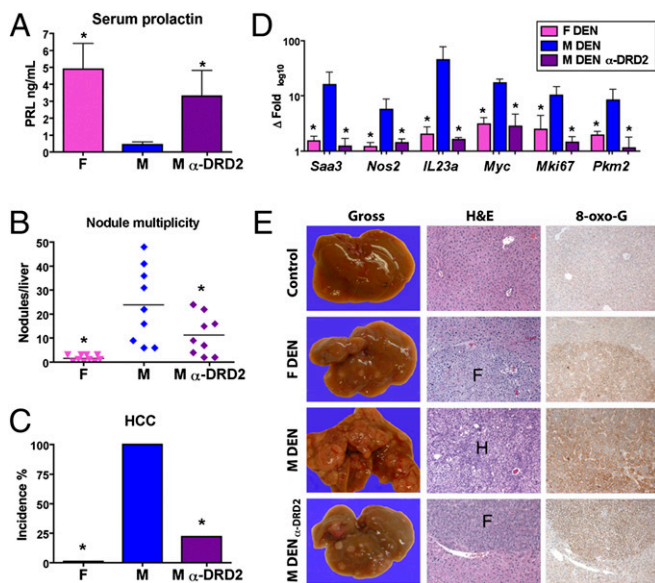 A
Serum prolactin
PRL ng/mL
7
6
5
4
3
2
1
0
*
*
F
M
M α-DRD2
B
Nodule multiplicity
Nodules/liver
50
40
30
20
10
0
*
*
F
M
M α-DRD2
C
HCC
Incidence %
100
75
50
25
0
*
*
F
M
M α-DRD2
D
F DEN
M DEN
M DEN α-DRD2
Δ Fold log10
100
10
1
* * * * * * * * * * * *
Saa3 Nos2 IL23a Myc Mki67 Pkm2
E
Gross H&E 8-oxo-G
Control
F DEN
F
M DEN
H
M DEN α-DRD2
F